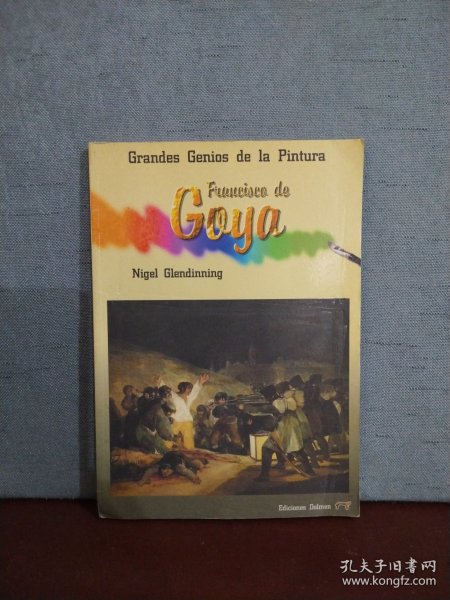 Grandes Genios de la Pintura
Francisco de
Goya
Nigel Glendinning
Ediciones Dolmen
孔夫子旧书网
www.kongfz.com